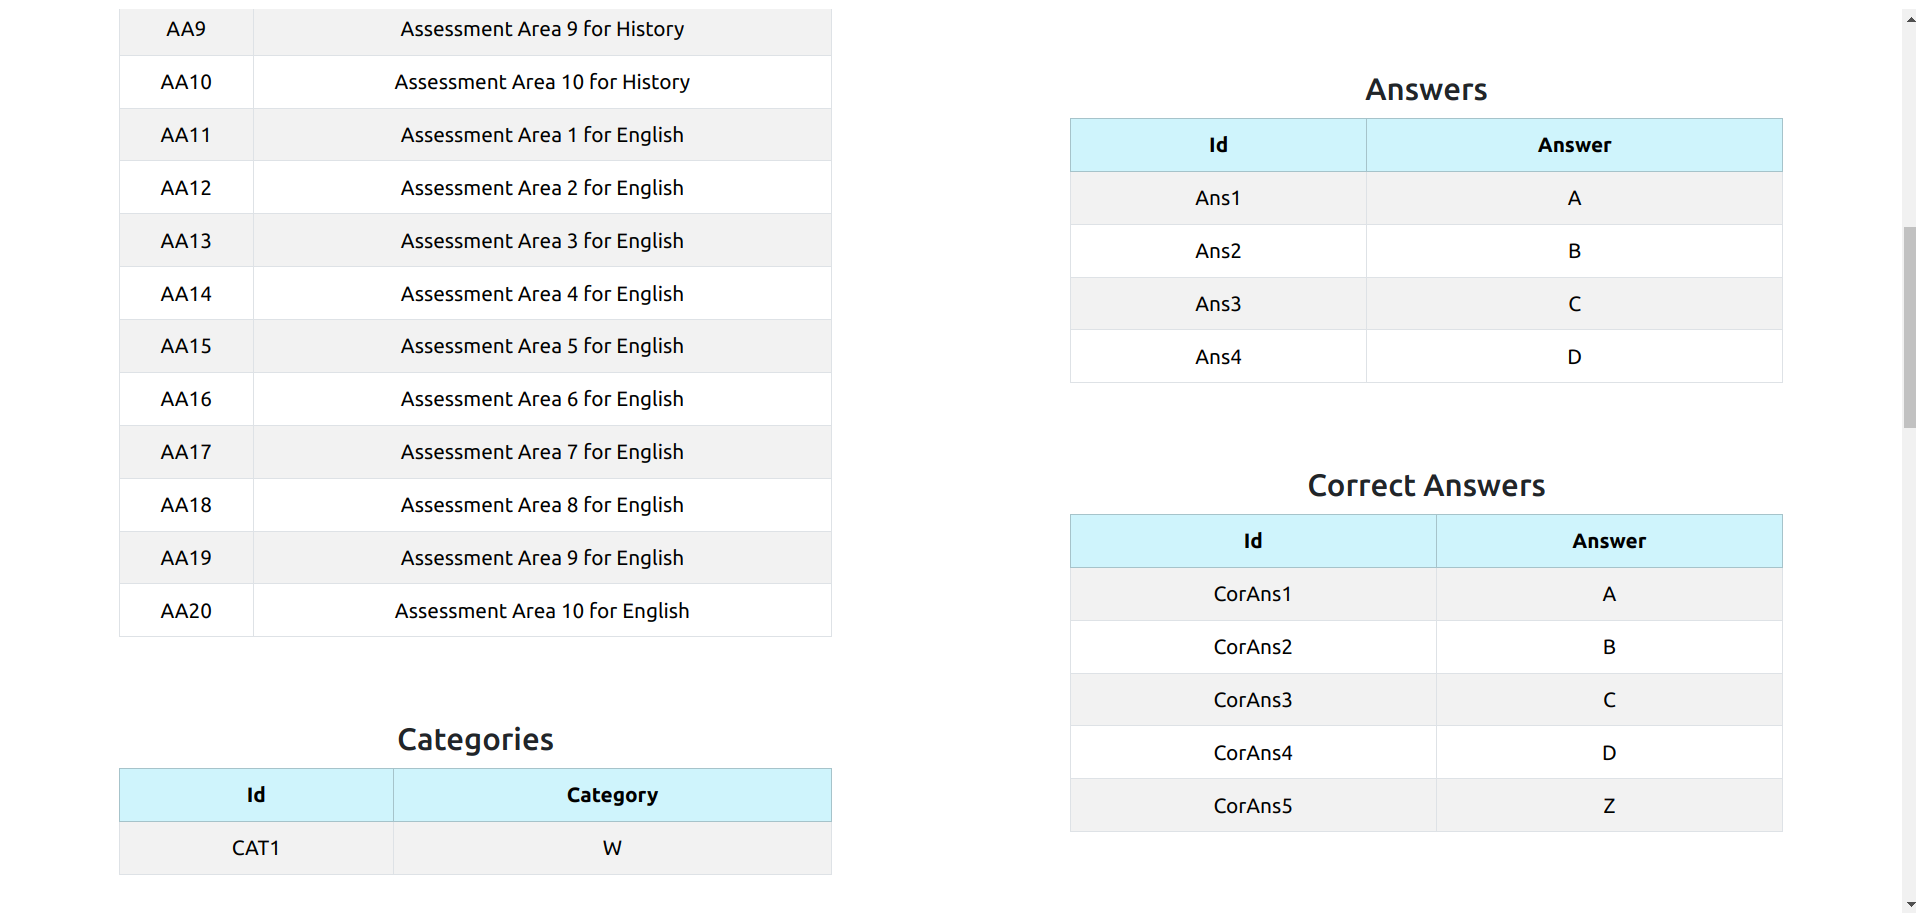 AA9 Assessment Area 9 for History
AA10 Assessment Area 10 for History
AA11 Assessment Area 1 for English
AA12 Assessment Area 2 for English
AA13 Assessment Area 3 for English
AA14 Assessment Area 4 for English
AA15 Assessment Area 5 for English
AA16 Assessment Area 6 for English
AA17 Assessment Area 7 for English
AA18 Assessment Area 8 for English
AA19 Assessment Area 9 for English
AA20 Assessment Area 10 for English
Categories
Id Category
CAT1 W
Answers
Id Answer
Ans1 A
Ans2 B
Ans3 C
Ans4 D
Correct Answers
Id Answer
CorAns1 A
CorAns2 B
CorAns3 C
CorAns4 D
CorAns5 Z